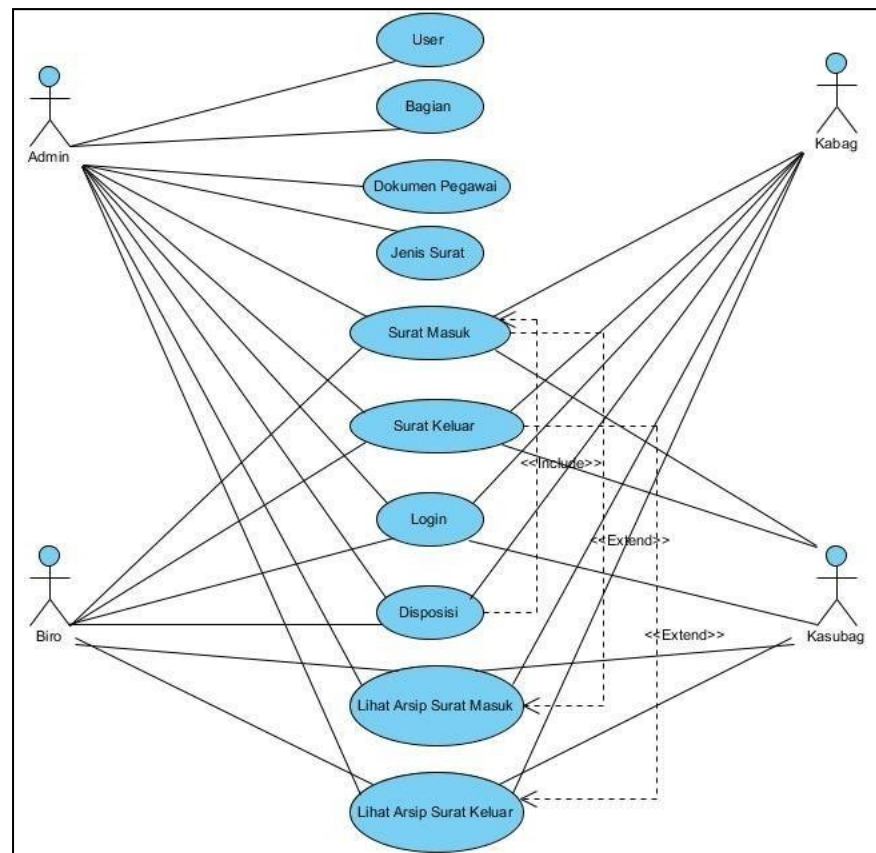 User
Bagian
Admin
Kabag
Dokumen Pegawai
Jenis Surat
Surat Masuk
Surat Keluar
<<Include>>
Login
<<Extend>>
Disposisi
Biro
Kasubag
<<Extend>>
Lihat Arsip Surat Masuk
Lihat Arsip Surat Keluar